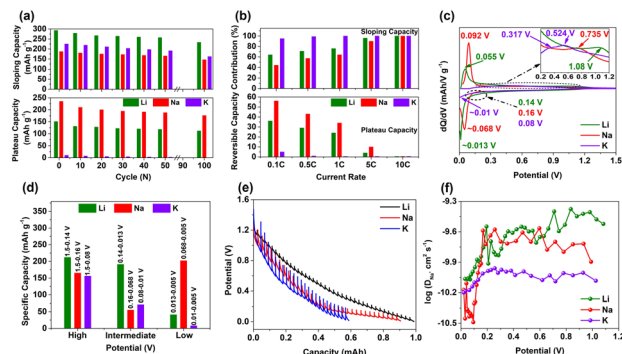 (a)
Sloping Capacity
(mAh g⁻¹)
300
250
200
150
100
50
0
Plateau Capacity
(mAh g⁻¹)
250
200
150
100
50
0
Li Na K
0 10 20 30 40 50 90 100
Cycle (N)
(b)
Reversible Capacity Contribution (%)
Sloping Capacity
100
80
60
40
20
0
Li Na K
Plateau Capacity
60
40
20
0
0.1C 0.5C 1C 5C 10C
Current Rate
(c)
dQ/dV (mAh/V g)
0.092 V
0.055 V
0.317 V
0.524 V
0.735 V
1.08 V
0.2 0.4 0.6 0.8 1.0 1.2
0.14 V
0.16 V
0.08 V
~0.01 V
~0.068 V
~0.013 V
Li
Na
K
0.0 0.5 1.0 1.5
Potential (V)
(d)
Specific Capacity (mAh g⁻¹)
350
300
250
200
150
100
50
0
Li Na K
1.5-0.14 V
1.5-0.16 V
1.5-0.08 V
0.14-0.013 V
0.16-0.068 V
0.08-0.01 V
0.013-0.005 V
0.068-0.005 V
0.01-0.005 V
High Intermediate Low
Potential (V)
(e)
Potential (V)
2.0
1.6
1.2
0.8
0.4
0.0
Li
Na
K
0.0 0.2 0.4 0.6 0.8 1.0
Capacity (mAh)
(f)
-9.0
-9.5
-10.0
-10.5
Li
Na
K
0.0 0.2 0.4 0.6 0.8 1.0 1.2
Potential (V)